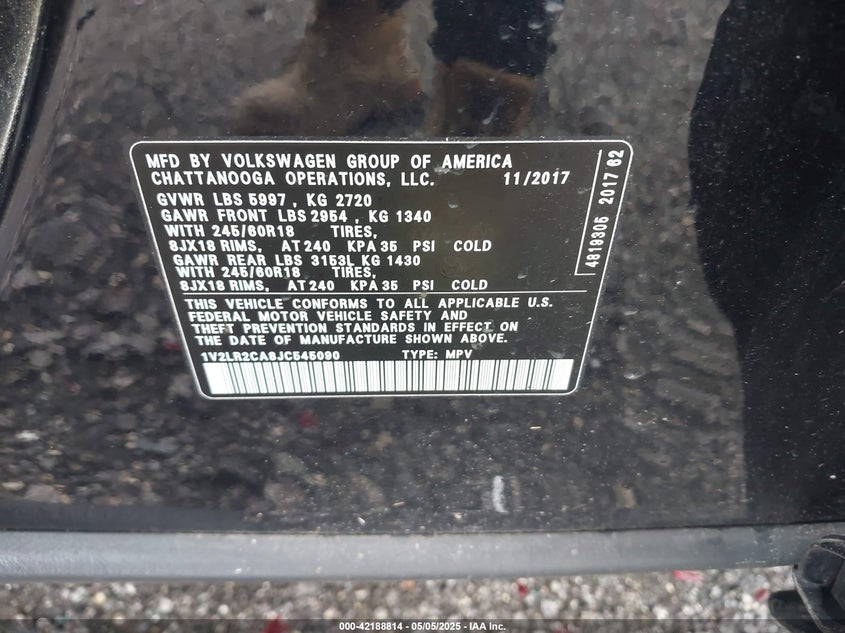 MFD BY VOLKSWAGEN GROUP OF AMERICA
CHATTANOOGA OPERATIONS, LLC. 11/2017
GVWR LBS 5997 , KG 2720
GAWR FRONT LBS 2954 , KG 1340
WITH 245/60R18 TIRES,
8JX18 RIMS, AT 240 KPA 35 PSI COLD
GAWR REAR LBS 3153L KG 1430
WITH 245/60R18 TIRES,
8JX18 RIMS, AT 240 KPA 35 PSI COLD
THIS VEHICLE CONFORMS TO ALL APPLICABLE U.S.
FEDERAL MOTOR VEHICLE SAFETY AND
THEFT PREVENTION STANDARDS IN EFFECT ON
THE DATE OF MANUFACTURE SHOWN ABOVE.
1V2LR2CA8JC545090 TYPE: MPV
4819305 2017 62
000-42188814 - 05/05/2025 - IAA Inc.